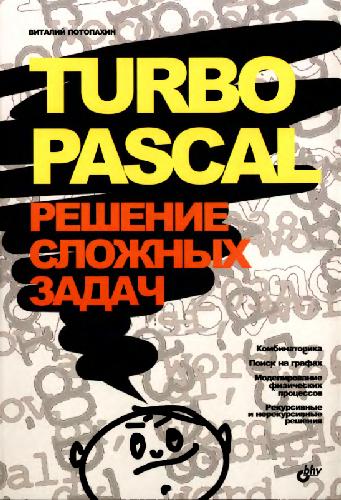 ВИТАЛИЙ ПОТОПАХИН
TURBO
PASCAL
РЕШЕНИЕ
СЛОЖНЫХ
ЗАДАЧ
Комбинаторика
Поиск на графах
Моделирование
физических
процессов
Рекурсивные
и нерекурсивные
решения
bhv